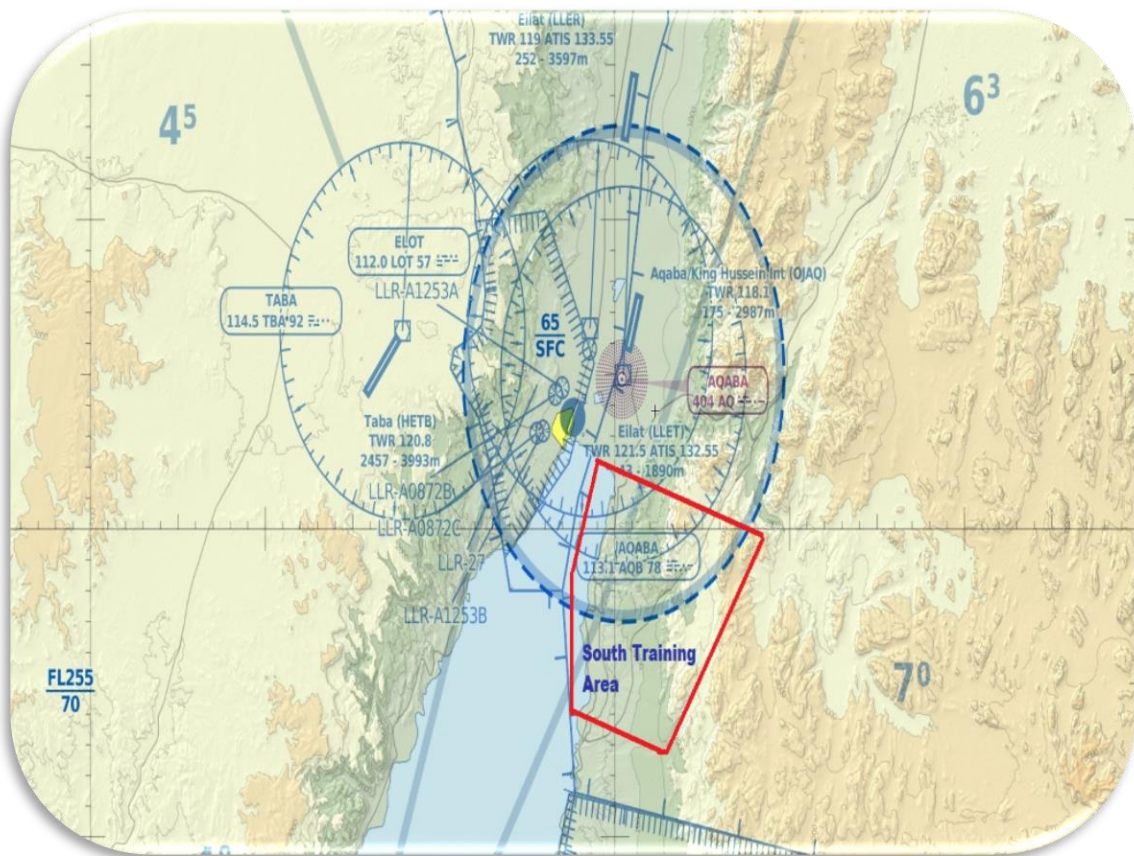 Eilat (LLER)
TWR 119 ATIS 133.55
252 - 3597m
4⁵
6³
ELOT
112.0 LOT 57
LLR-A1253A
TABA
114.5 TBA 92
65
SFC
Aqaba/King Hussein Int (OJAQ)
TWR 118.1
175 - 2987m
AQABA
404 AQ
Taba (HETB)
TWR 120.8
2457 - 3993m
Eilat (LLET)
TWR 121.5 ATIS 132.55
43 - 1890m
LLR-A0872B
LLR-A0872C
LLR-27
AQABA
113.1 AQB 78
LLR-A1253B
South Training
Area
FL255
70
7⁰